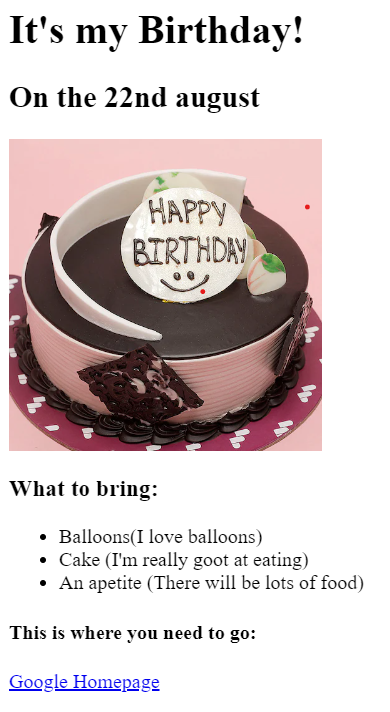 It's my Birthday!
On the 22nd august
HAPPY
BIRTHDAY
What to bring:
Balloons(I love balloons)
Cake (I'm really goot at eating)
An apetite (There will be lots of food)
This is where you need to go:
Google Homepage